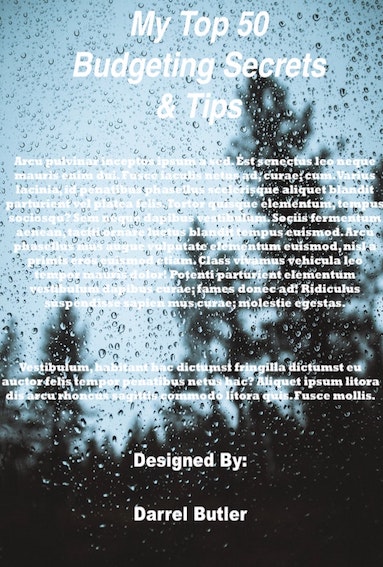 My Top 50
Budgeting Secrets
& Tips
Arcu pulvinar inceptos ipsum a sed. Est senectus leo neque
mauris enim dui. Fusce iaculis netus ad; curae; cum. Varius
lacinia, id penatibus phasellus scelerisque aliquet blandit
parturient vel platea felis. Tortor quisque elementum, tempus
sociosqu? Sem neque dapibus vestibulum. Sociis fermentum
aenean, taciti ornare luctus blandit tempus euismod. Arcu
phasellus mus augue vulputate elementum euismod, nisl a
primis eros euismod etiam. Class vivamus vehicula leo
tempor mauris dolor! Potenti parturient elementum
vestibulum dapibus curae; fames donec ad! Ridiculus
suspendisse sapien mus curae; molestie egestas.
Vestibulum, habitant hac dictumst fringilla dictumst eu
auctor felis tempor penatibus netus hac? Aliquet ipsum litora
dis arcu rhoncus sagittis commodo litora quis. Fusce mollis.
Designed By:
Darrel Butler